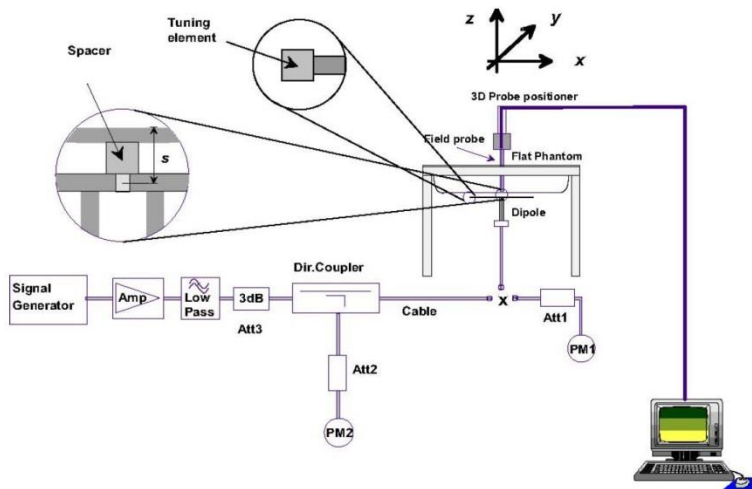 Spacer
Tuning
element
z
y
x
s
3D Probe positioner
Field probe
Flat Phantom
Dipole
Signal
Generator
Amp
Low
Pass
3dB
Att3
Dir.Coupler
Cable
x
Att1
PM1
Att2
PM2